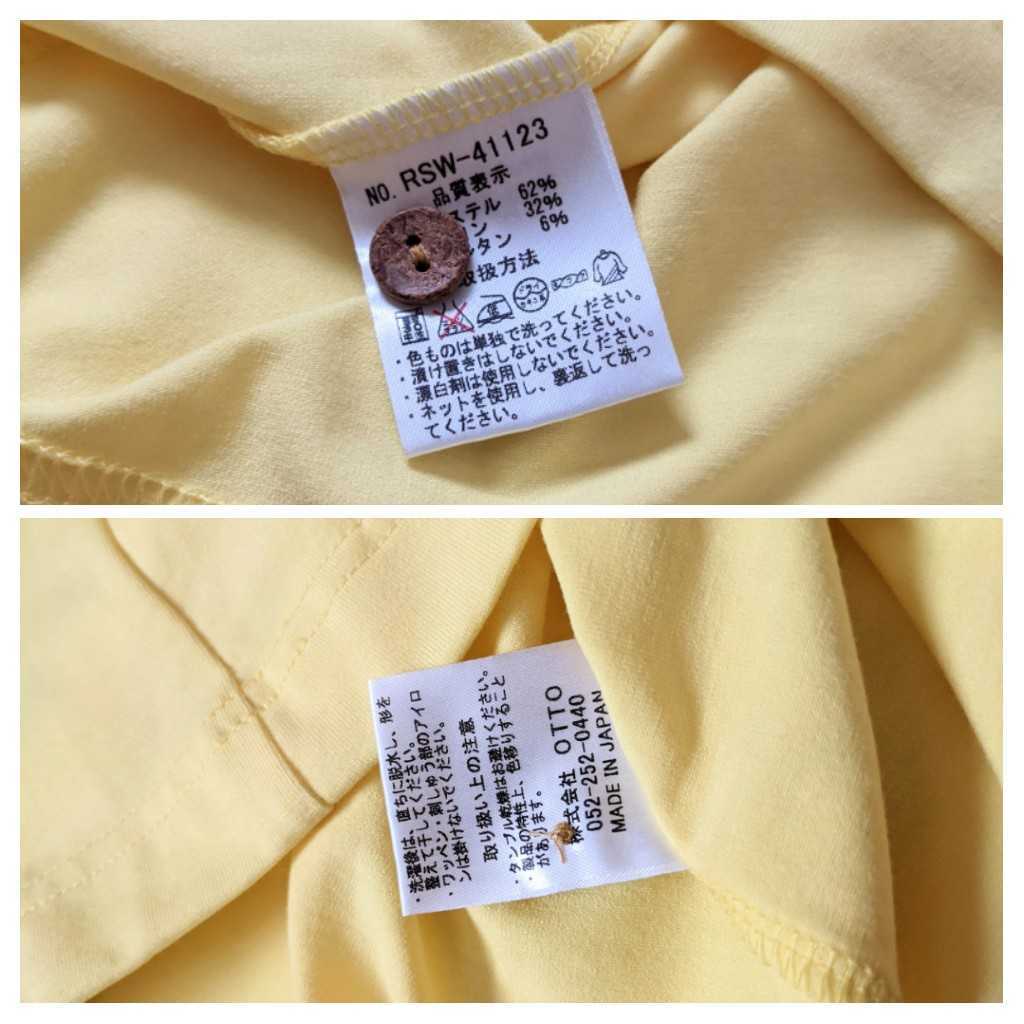 NO. RSW-41123
品質表示
ステル 62%
ン 32%
タン 6%
取扱方法
・色ものは単独で洗ってください。
・漬け置きはしないでください。
・漂白剤は使用しないでください。
・ネットを使用し、裏返して洗っ
てください。
・洗濯後は、直ちに脱水し、形を
整えて干してください。
・ワッペン・刺しゅう部のアイロ
ンは掛けないでください。
取り扱い上の注意
・タンブル乾燥はお避けください。
・製品の特性上、色移りすること
があります。
株式会社 OTTO
052-252-0440
MADE IN JAPAN